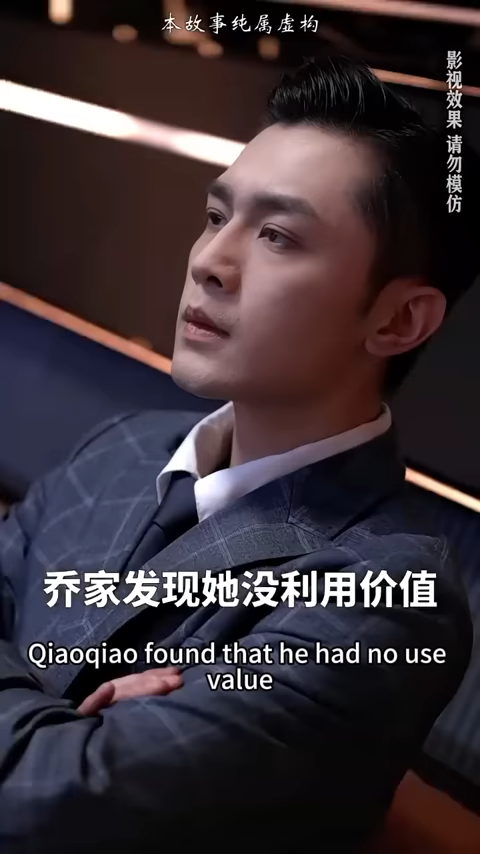 本故事纯属虚构
影视效果 请勿模仿
乔家发现她没利用价值
Qiaoqiao found that he had no use
value